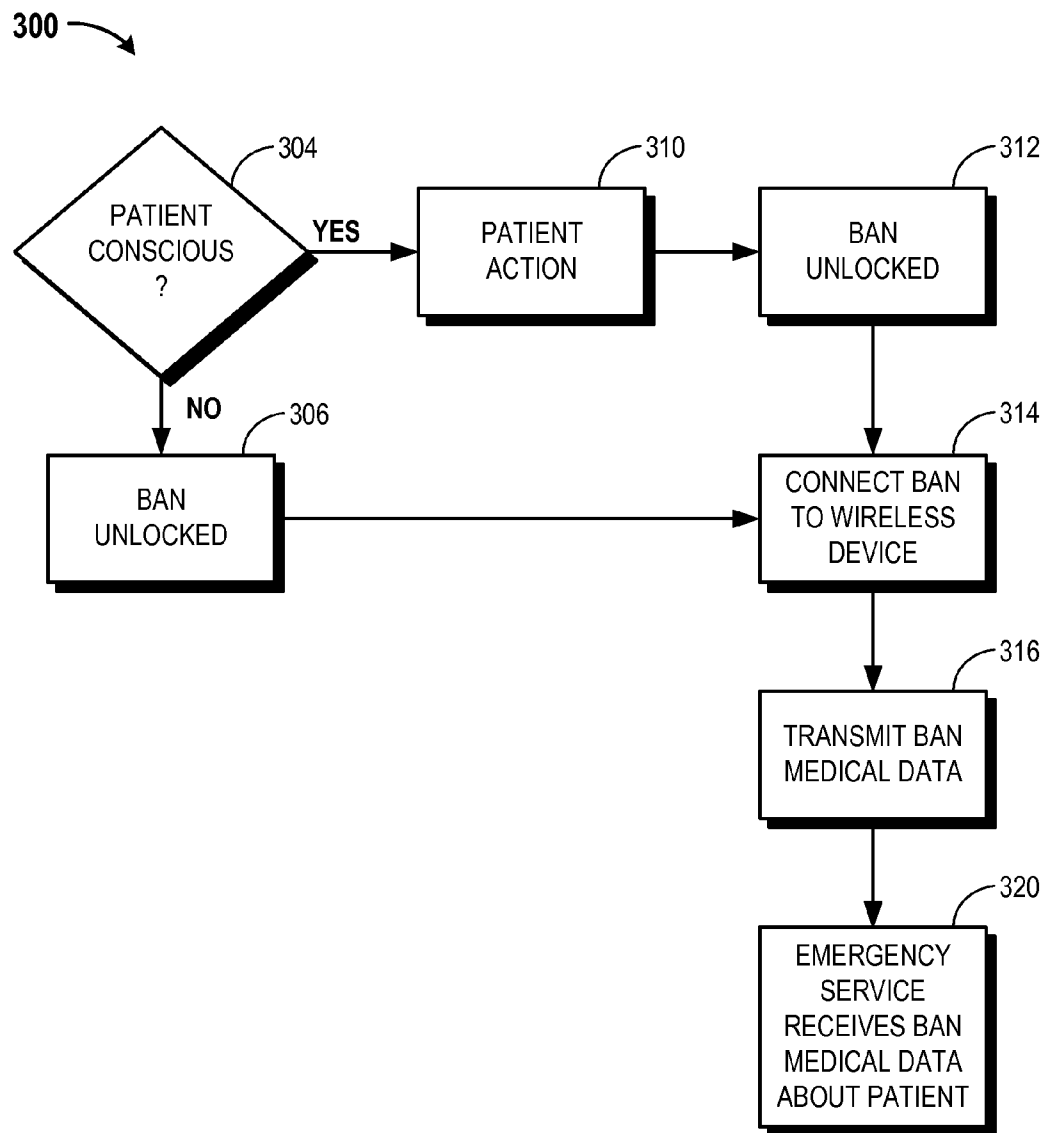 300
304
PATIENT
CONSCIOUS
?
YES
310
PATIENT
ACTION
312
BAN
UNLOCKED
NO
306
BAN
UNLOCKED
314
CONNECT BAN
TO WIRELESS
DEVICE
316
TRANSMIT BAN
MEDICAL DATA
320
EMERGENCY
SERVICE
RECEIVES BAN
MEDICAL DATA
ABOUT PATIENT